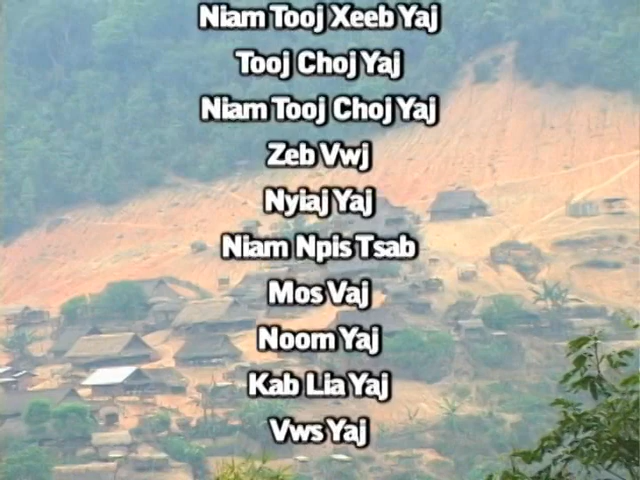 Niam Tooj Xeeb Yaj
Tooj Choj Yaj
Niam Tooj Choj Yaj
Zeb Vwj
Nyiaj Yaj
Niam Npis Tsab
Mos Vaj
Noom Yaj
Kab Lia Yaj
Vws Yaj